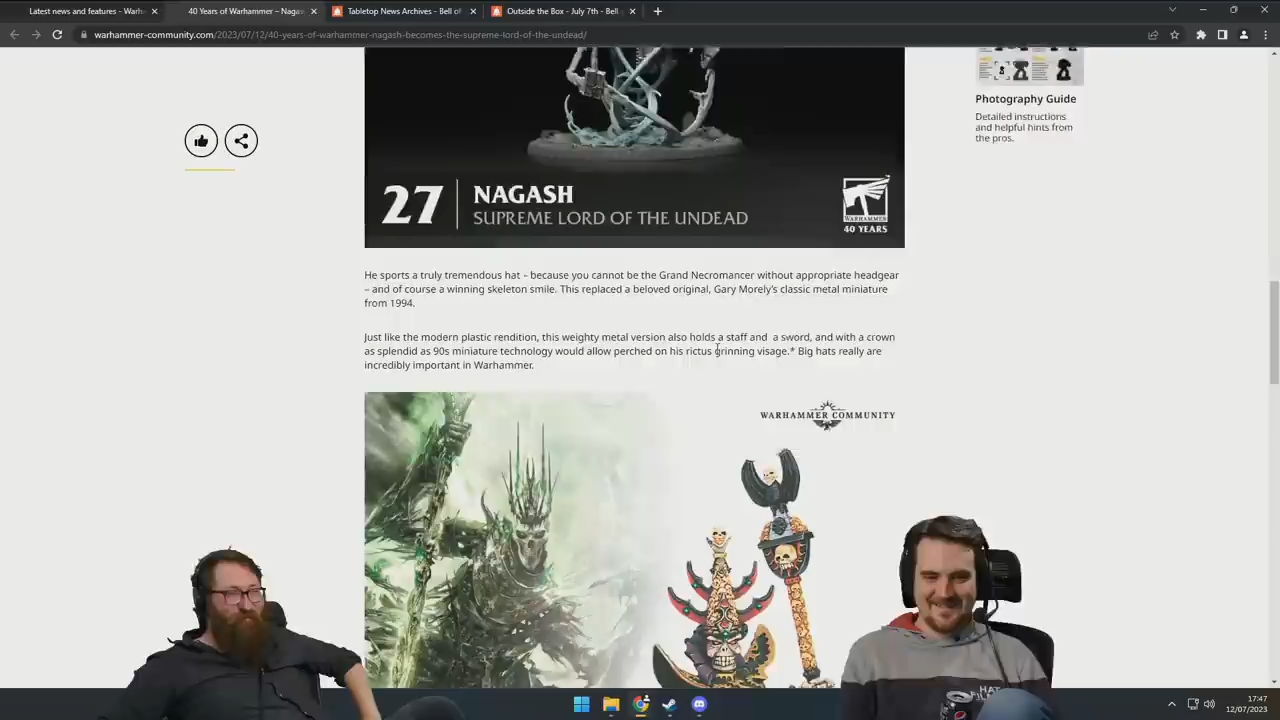 Latest news and features - Warh
40 Years of Warhammer – Nagas
Tabletop News Archives - Bell of
Outside the Box - July 7th - Bell
warhammer-community.com/2023/07/12/40-years-of-warhammer-nagash-becomes-the-supreme-lord-of-the-undead/
Photography Guide
Detailed instructions
and helpful hints from
the pros.
27
NAGASH
SUPREME LORD OF THE UNDEAD
WARHAMMER
40 YEARS
He sports a truly tremendous hat – because you cannot be the Grand Necromancer without appropriate headgear
– and of course a winning skeleton smile. This replaced a beloved original, Gary Morely's classic metal miniature
from 1994.
Just like the modern plastic rendition, this weighty metal version also holds a staff and a sword, and with a crown
as splendid as 90s miniature technology would allow perched on his rictus grinning visage.* Big hats really are
incredibly important in Warhammer.
WARHAMMER COMMUNITY
HAT
17:47
12/07/2023